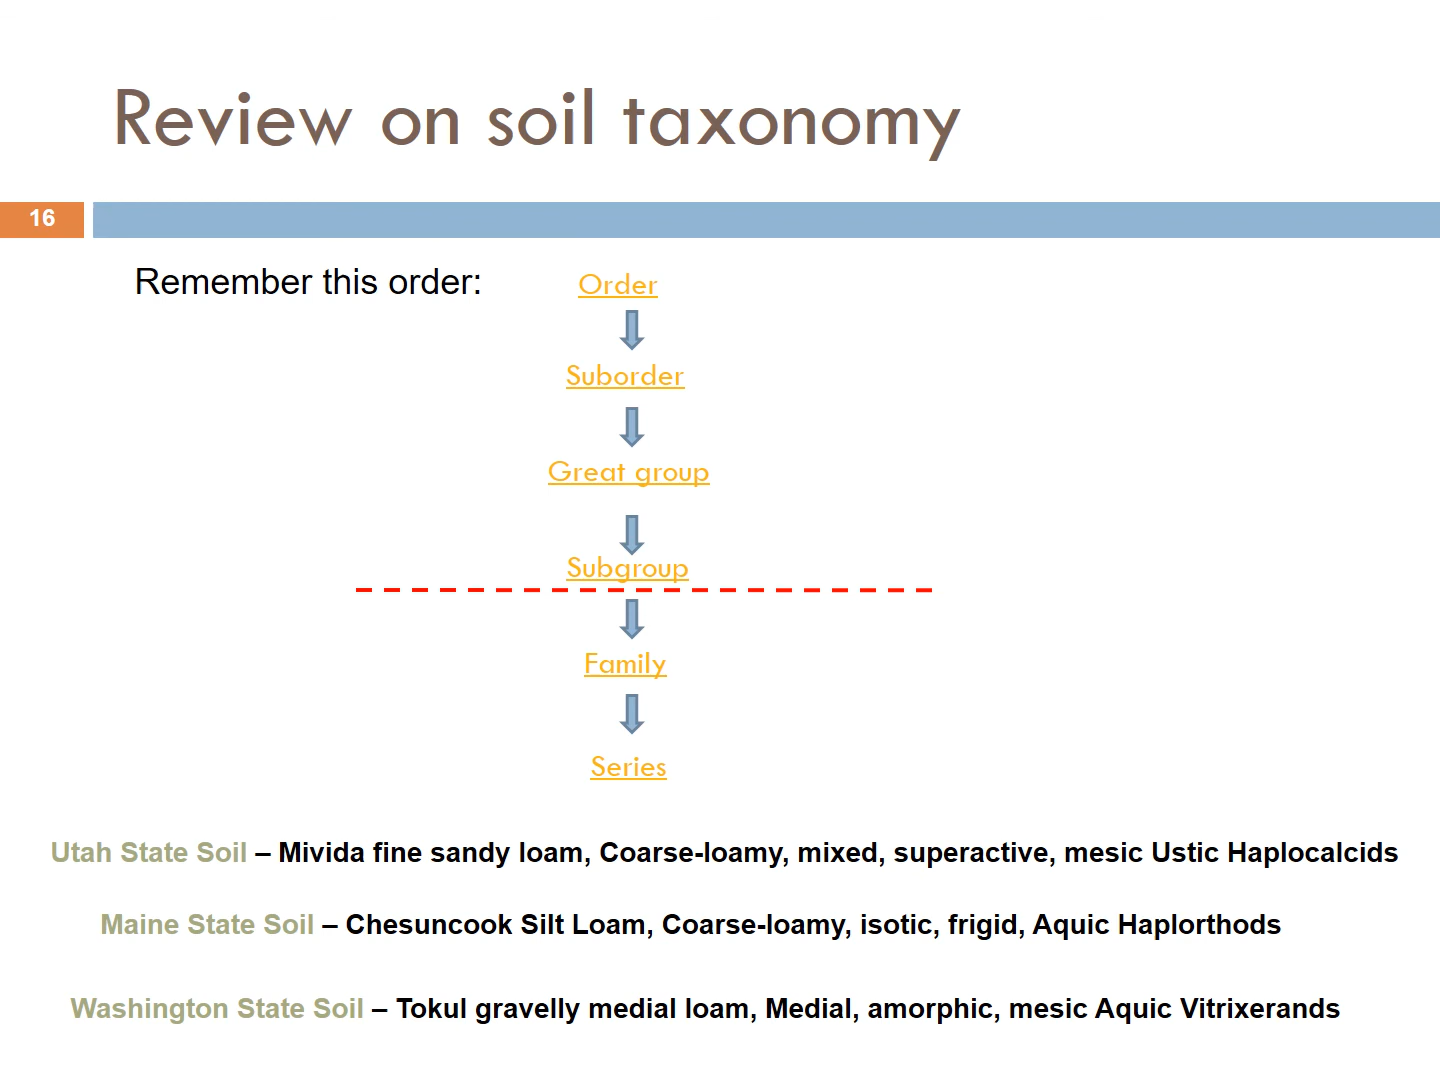 Review on soil taxonomy
16
Remember this order:
Order
Suborder
Great group
Subgroup
Family
Series
Utah State Soil – Mivida fine sandy loam, Coarse-loamy, mixed, superactive, mesic Ustic Haplocalcids
Maine State Soil – Chesuncook Silt Loam, Coarse-loamy, isotic, frigid, Aquic Haplorthods
Washington State Soil – Tokul gravelly medial loam, Medial, amorphic, mesic Aquic Vitrixerands